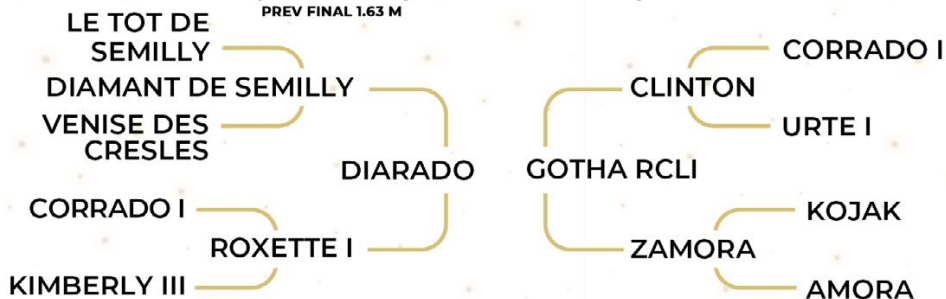 PREV FINAL 1.63 M
LE TOT DE
SEMILLY
DIAMANT DE SEMILLY
VENISE DES
CRESLES
DIARADO
CORRADO I
ROXETTE I
KIMBERLY III
CORRADO I
CLINTON
URTE I
GOTHA RCLI
KOJAK
ZAMORA
AMORA